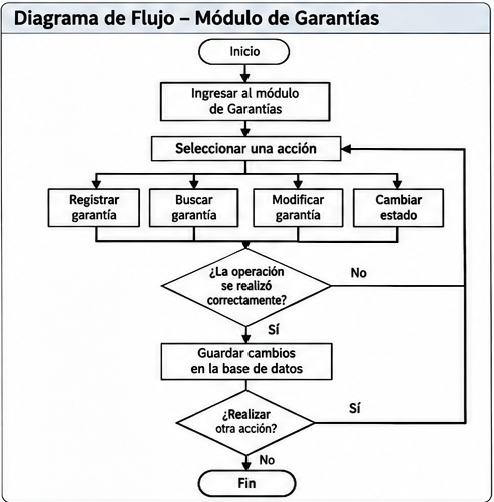 Diagrama de Flujo – Módulo de Garantías
Inicio
Ingresar al módulo
de Garantías
Seleccionar una acción
Registrar
garantía
Buscar
garantía
Modificar
garantía
Cambiar
estado
¿La operación
se realizó
correctamente?
No
Sí
Guardar cambios
en la base de datos
¿Realizar
otra acción?
Sí
No
Fin